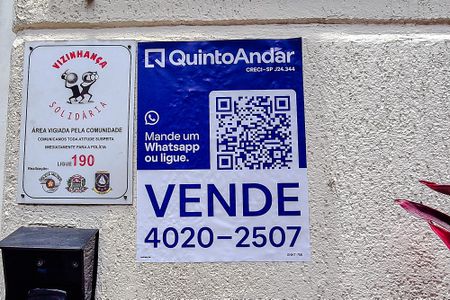 VIZINHANÇA
SOLIDÁRIA
ÁREA VIGIADA PELA COMUNIDADE
COMUNICAMOS TODA ATITUDE SUSPEITA
IMEDIATAMENTE PARA A POLÍCIA
LIGUE 190
QuintoAndar
CRECI-SP J24.344
Mande um
Whatsapp
ou ligue.
VENDE
4020-2507